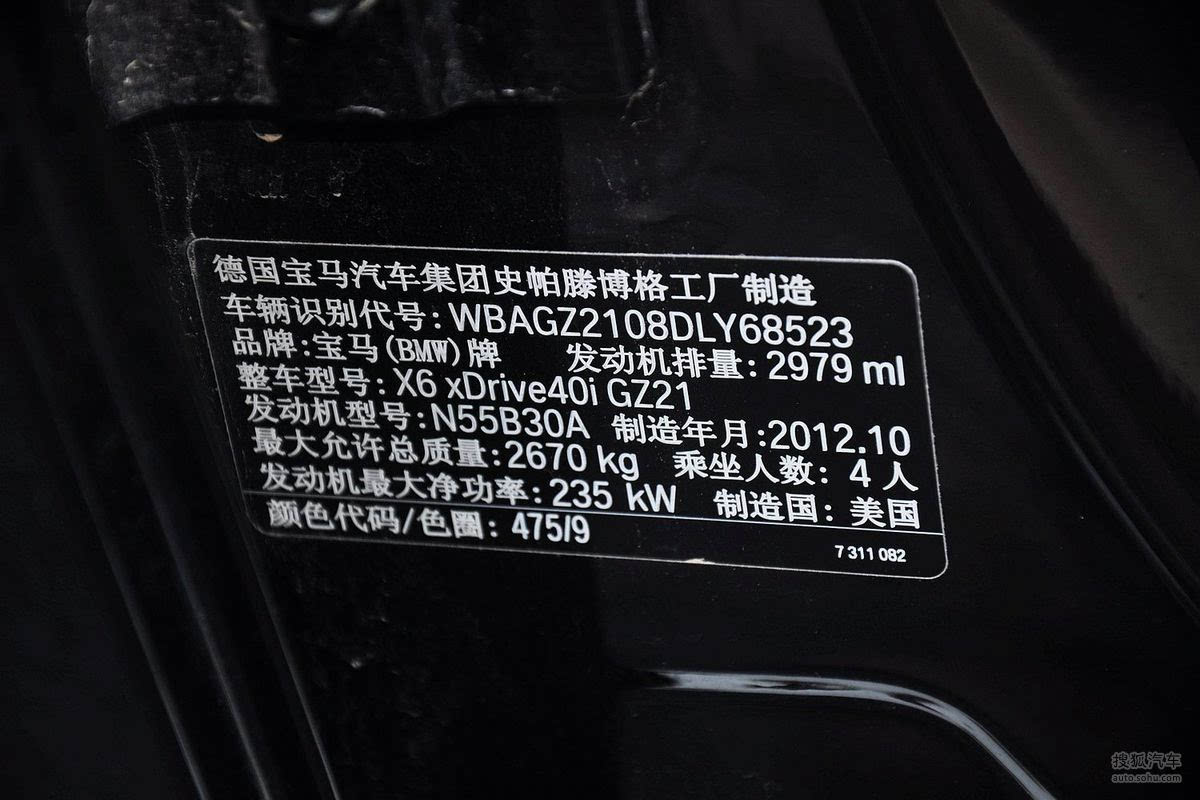 德国宝马汽车集团史帕滕博格工厂制造
车辆识别代号:WBAGZ2108DLY68523
品牌:宝马(BMW)牌 发动机排量: 2979 ml
整车型号: X6 xDrive40i GZ21
发动机型号:N55B30A 制造年月:2012.10
最大允许总质量:2670 kg 乘坐人数: 4 人
发动机最大净功率:235 kW 制造国: 美国
颜色代码/色圈: 475/9
7 311 082
搜狐汽车
auto.sohu.com